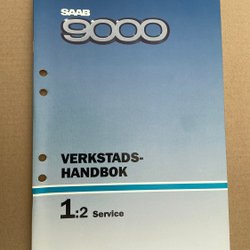 SAAB
9000
VERKSTADS-
HANDBOK
1:2 Service